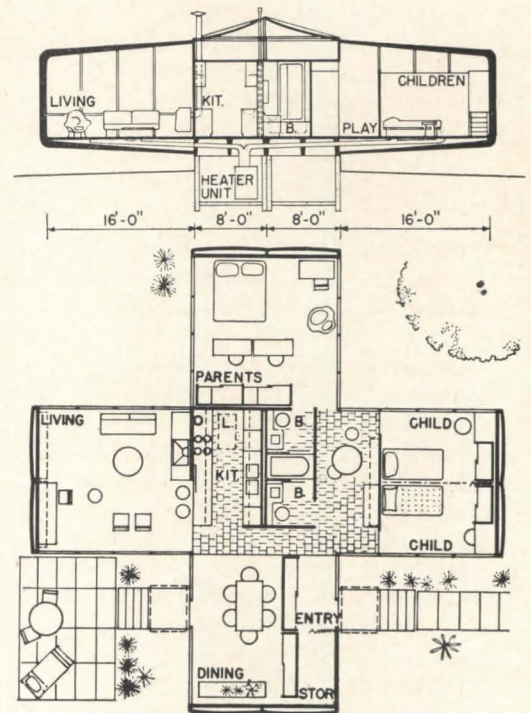 LIVING
KIT.
B.
PLAY
CHILDREN
HEATER
UNIT
16'-0"
8'-0"
8'-0"
16'-0"
PARENTS
LIVING
L.
KIT.
B.
B.
CHILD
CHILD
DINING
ENTRY
STOR